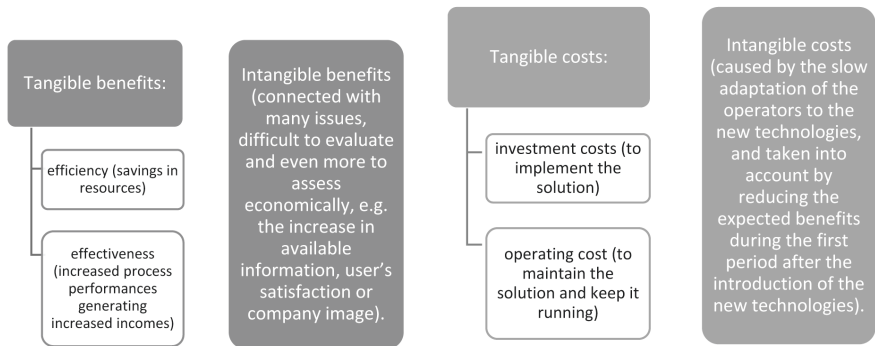 Tangible benefits:
efficiency (savings in
resources)
effectiveness
(increased process
performances
generating
increased incomes)
Intangible benefits
(connected with
many issues,
difficult to evaluate
and even more to
assess
economically, e.g.
the increase in
available
information, user's
satisfaction or
company image).
Tangible costs:
investment costs (to
implement the
solution)
operating cost (to
maintain the
solution and keep it
running)
Intangible costs
(caused by the slow
adaptation of the
operators to the
new technologies,
and taken into
account by
reducing the
expected benefits
during the first
period after the
introduction of the
new technologies).